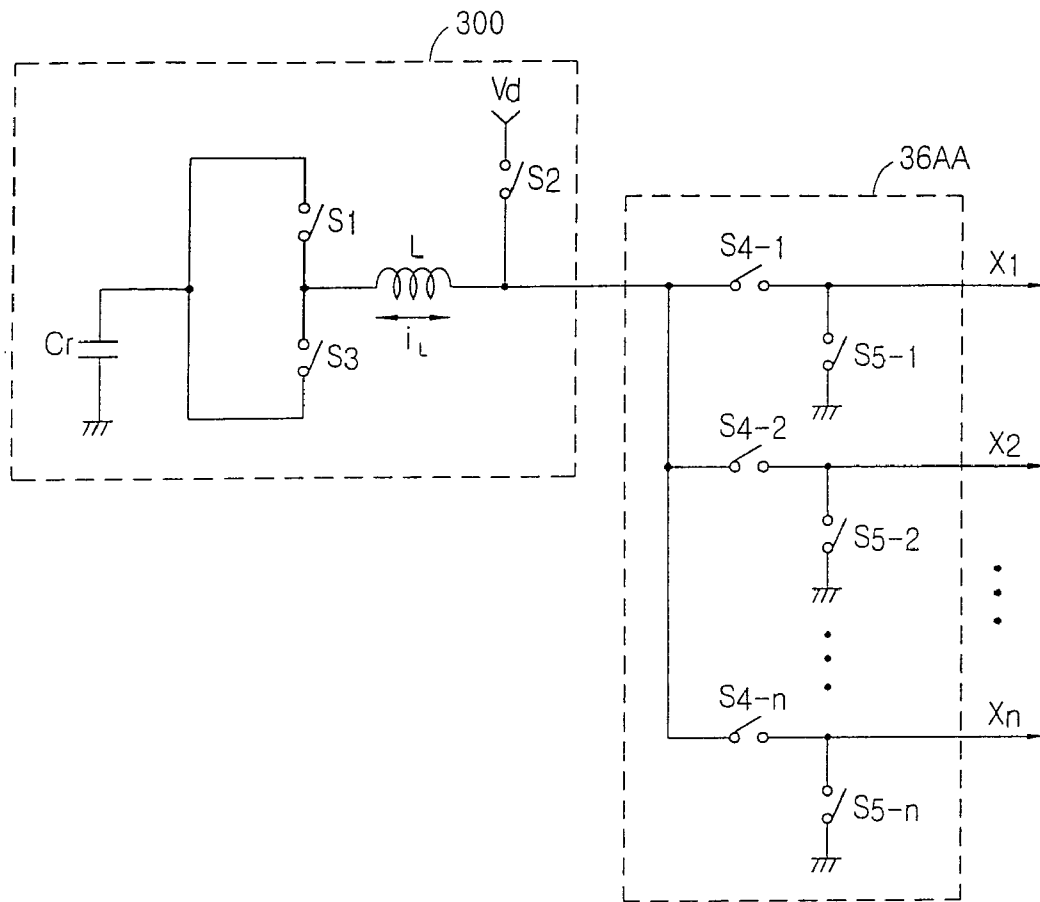 300
Vd
S2
36AA
S1
L
S4-1
X1
Cr
iL
S3
S5-1
S4-2
X2
S5-2
S4-n
Xn
S5-n